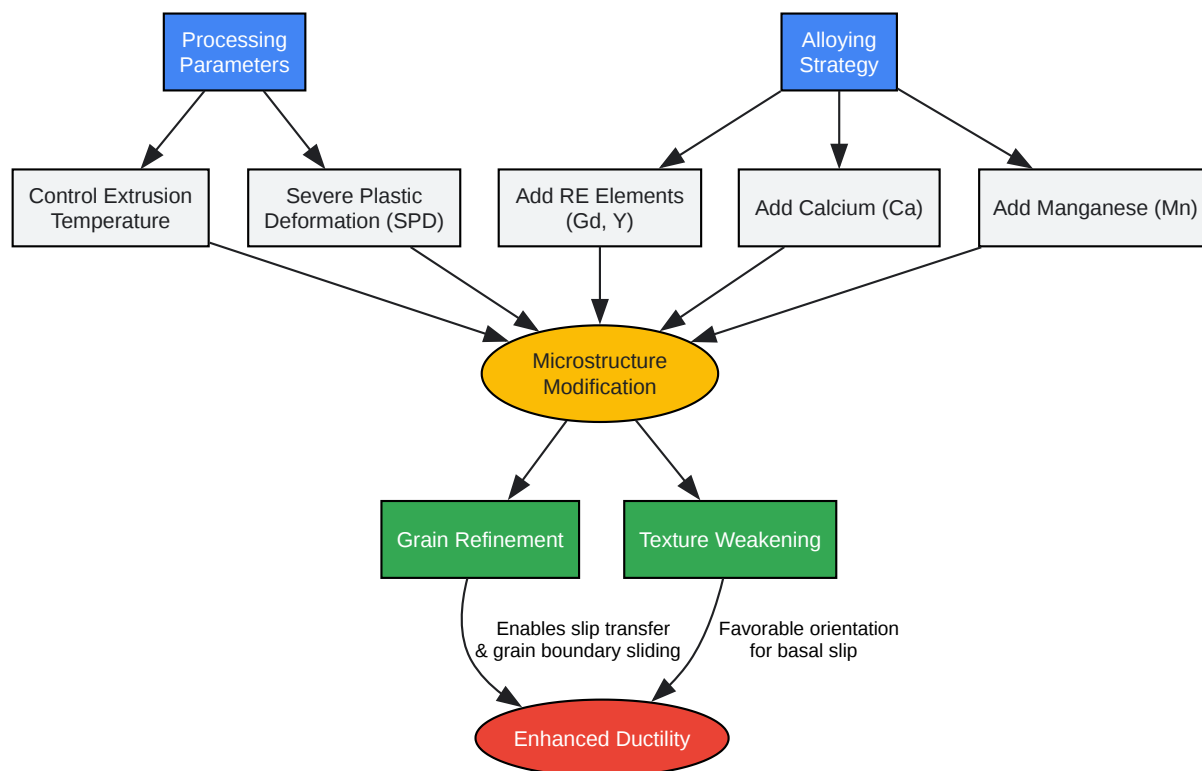 Processing
Parameters
Alloying
Strategy
Control Extrusion
Temperature
Severe Plastic
Deformation (SPD)
Add RE Elements
(Gd, Y)
Add Calcium (Ca)
Add Manganese (Mn)
Microstructure
Modification
Grain Refinement
Texture Weakening
Enables slip transfer
& grain boundary sliding
Favorable orientation
for basal slip
Enhanced Ductility